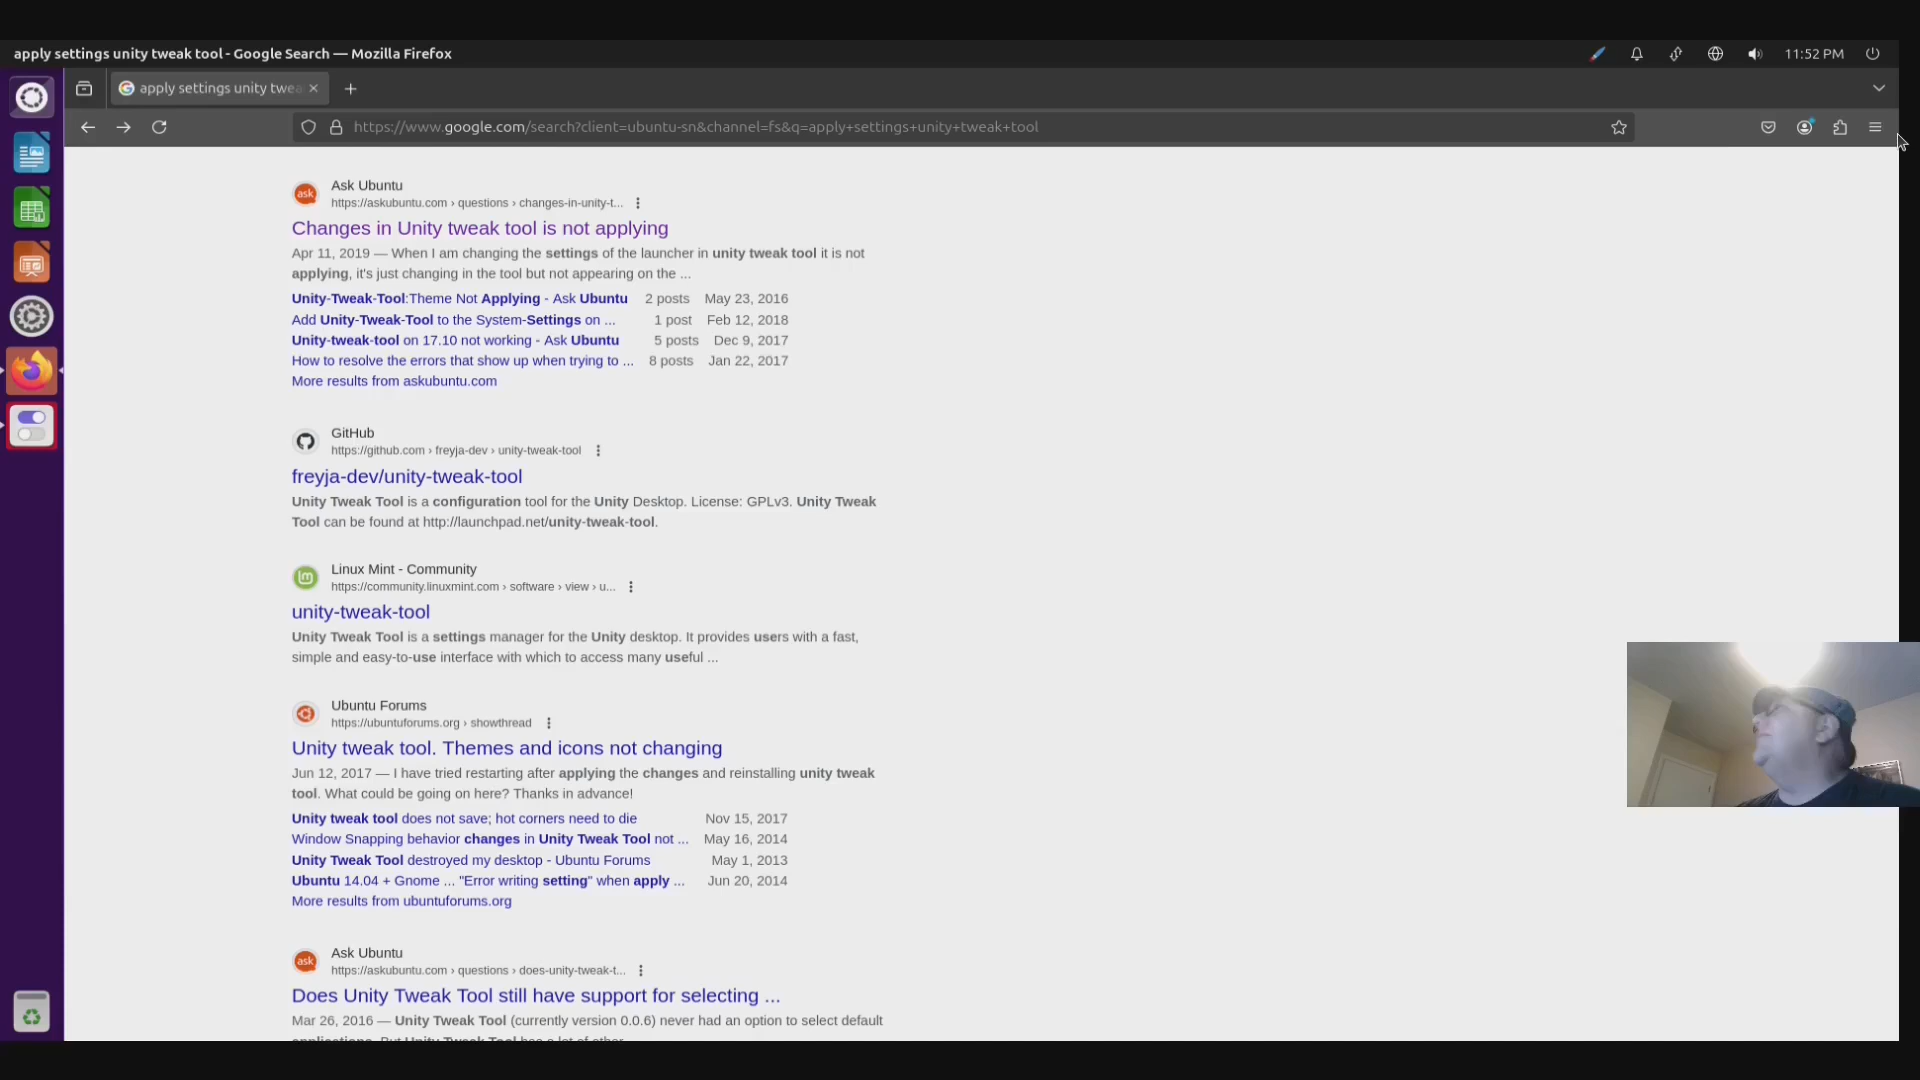 apply settings unity tweak tool - Google Search — Mozilla Firefox
11:52 PM
apply settings unity twea
https://www.google.com/search?client=ubuntu-sn&channel=fs&q=apply+settings+unity+tweak+tool
ask
Ask Ubuntu
https://askubuntu.com › questions › changes-in-unity-t...
Changes in Unity tweak tool is not applying
Apr 11, 2019 — When I am changing the settings of the launcher in unity tweak tool it is not
applying, it's just changing in the tool but not appearing on the ...
Unity-Tweak-Tool:Theme Not Applying - Ask Ubuntu 2 posts May 23, 2016
Add Unity-Tweak-Tool to the System-Settings on ... 1 post Feb 12, 2018
Unity-tweak-tool on 17.10 not working - Ask Ubuntu 5 posts Dec 9, 2017
How to resolve the errors that show up when trying to ... 8 posts Jan 22, 2017
More results from askubuntu.com
GitHub
https://github.com › freyja-dev › unity-tweak-tool
freyja-dev/unity-tweak-tool
Unity Tweak Tool is a configuration tool for the Unity Desktop. License: GPLv3. Unity Tweak
Tool can be found at http://launchpad.net/unity-tweak-tool.
Linux Mint - Community
https://community.linuxmint.com › software › view › u...
unity-tweak-tool
Unity Tweak Tool is a settings manager for the Unity desktop. It provides users with a fast,
simple and easy-to-use interface with which to access many useful ...
Ubuntu Forums
https://ubuntuforums.org › showthread
Unity tweak tool. Themes and icons not changing
Jun 12, 2017 — I have tried restarting after applying the changes and reinstalling unity tweak
tool. What could be going on here? Thanks in advance!
Unity tweak tool does not save; hot corners need to die Nov 15, 2017
Window Snapping behavior changes in Unity Tweak Tool not ... May 16, 2014
Unity Tweak Tool destroyed my desktop - Ubuntu Forums May 1, 2013
Ubuntu 14.04 + Gnome ... "Error writing setting" when apply ... Jun 20, 2014
More results from ubuntuforums.org
ask
Ask Ubuntu
https://askubuntu.com › questions › does-unity-tweak-t...
Does Unity Tweak Tool still have support for selecting ...
Mar 26, 2016 — Unity Tweak Tool (currently version 0.0.6) never had an option to select default
applications. But Unity Tweak Tool has a lot of other